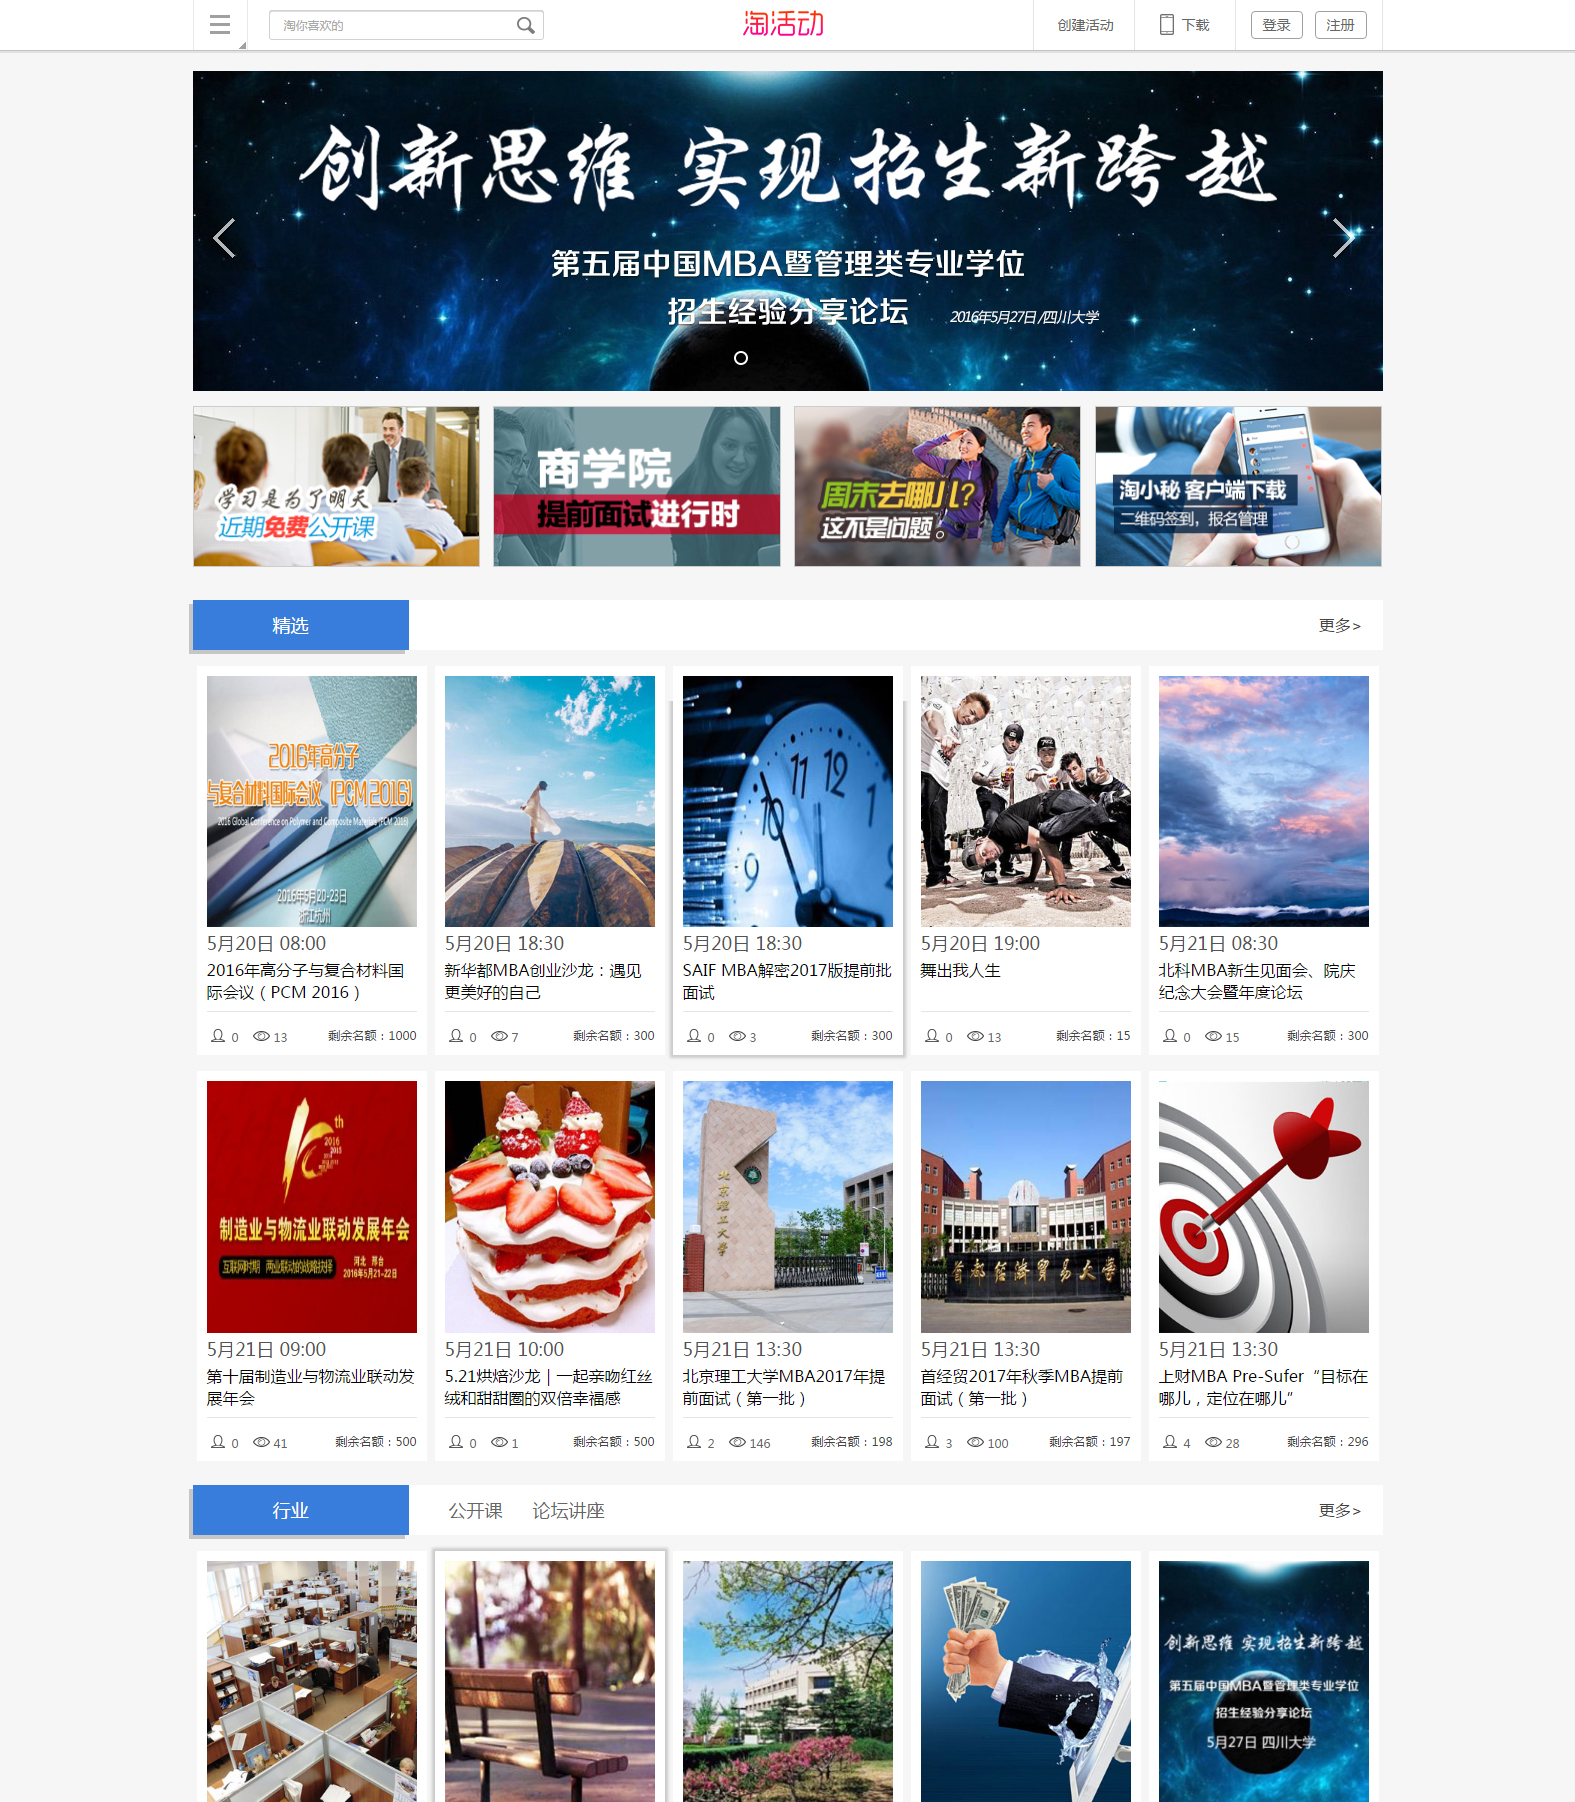 淘你喜欢的
淘活动
创建活动
下载
登录
注册
创新思维 实现招生新跨越
第五届中国MBA暨管理类专业学位
招生经验分享论坛
2016年5月27日/四川大学
学习是为了明天
近期免费公开课
商学院
提前面试进行时
周末去哪儿?
这不是问题。
淘小秘 客户端下载
二维码签到，报名管理
精选
更多>
2016年高分子
与复合材料国际会议（PCM 2016）
2016 Global Conference on Polymer and Composite Materials (PCM 2016)
2016年5月20-23日
浙江杭州
5月20日 08:00
2016年高分子与复合材料国
际会议（PCM 2016）
0 13 剩余名额：1000
5月20日 18:30
新华都MBA创业沙龙：遇见
更美好的自己
0 7 剩余名额：300
11 12
10
9
5月20日 18:30
SAIF MBA解密2017版提前批
面试
0 3 剩余名额：300
5月20日 19:00
舞出我人生
0 13 剩余名额：15
5月21日 08:30
北科MBA新生见面会、院庆
纪念大会暨年度论坛
0 15 剩余名额：300
th
2016
2015
制造业与物流业联动发展年会
互联网时期 两业联动的战略抉择
河北 邢台
2016年5月21-22日
5月21日 09:00
第十届制造业与物流业联动发
展年会
0 41 剩余名额：500
5月21日 10:00
5.21烘焙沙龙｜一起亲吻红丝
绒和甜甜圈的双倍幸福感
0 1 剩余名额：500
北京理工大学
5月21日 13:30
北京理工大学MBA2017年提
前面试（第一批）
2 146 剩余名额：198
首都经济贸易大学
5月21日 13:30
首经贸2017年秋季MBA提前
面试（第一批）
3 100 剩余名额：197
5月21日 13:30
上财MBA Pre-Sufer“目标在
哪儿，定位在哪儿”
4 28 剩余名额：296
行业
公开课
论坛讲座
更多>
创新思维 实现招生新跨越
第五届中国MBA暨管理类专业学位
招生经验分享论坛
5月27日 四川大学